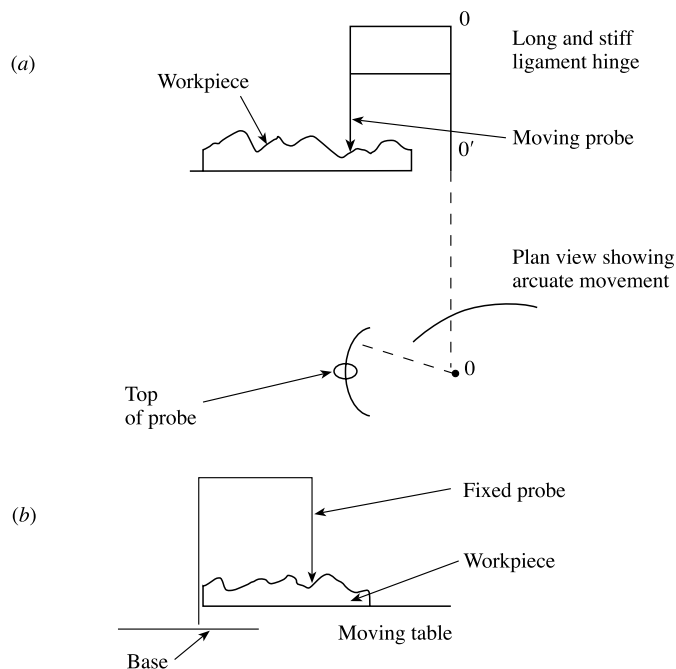 (a)
0
Long and stiff
ligament hinge
Workpiece
Moving probe
0′
Plan view showing
arcuate movement
0
Top
of probe
(b)
Fixed probe
Workpiece
Moving table
Base